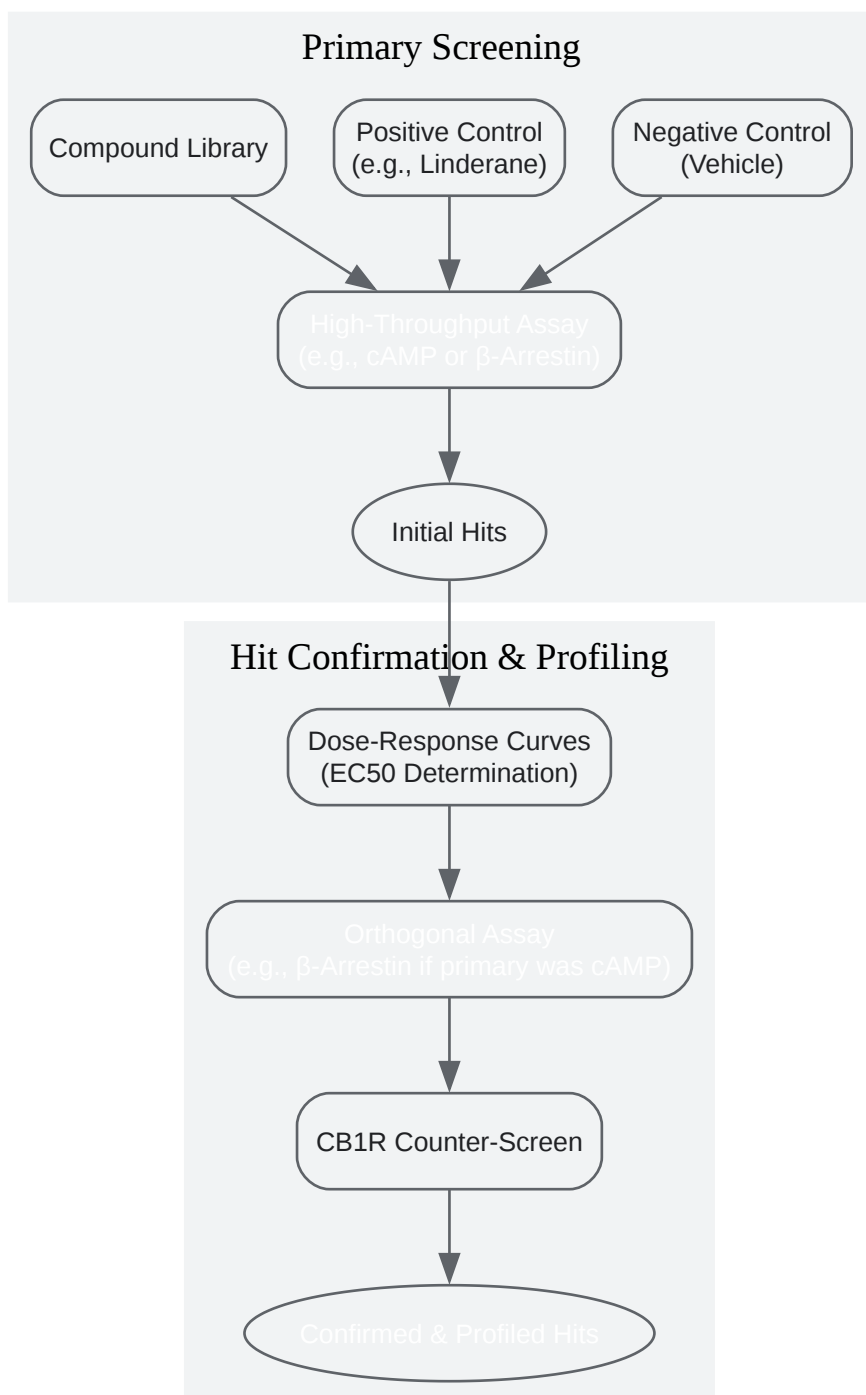 Primary Screening
Compound Library
Positive Control
(e.g., Linderane)
Negative Control
(Vehicle)
High-Throughput Assay
(e.g., cAMP or β-Arrestin)
Initial Hits
Hit Confirmation & Profiling
Dose-Response Curves
(EC50 Determination)
Orthogonal Assay
(e.g., β-Arrestin if primary was cAMP)
CB1R Counter-Screen
Confirmed & Profiled Hits